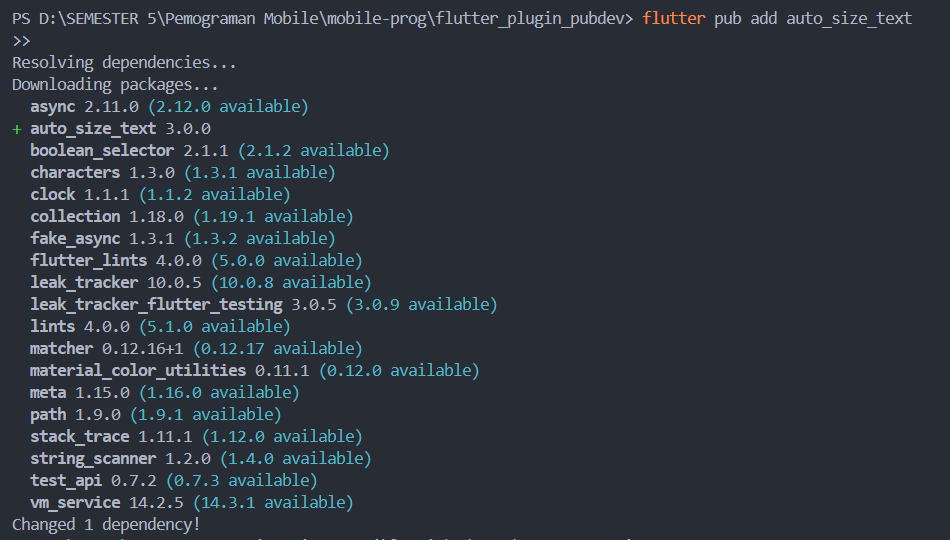 PS D:\SEMESTER 5\Pemograman Mobile\mobile-prog\flutter_plugin_pubdev> flutter pub add auto_size_text
>>
Resolving dependencies...
Downloading packages...
  async 2.11.0 (2.12.0 available)
+ auto_size_text 3.0.0
  boolean_selector 2.1.1 (2.1.2 available)
  characters 1.3.0 (1.3.1 available)
  clock 1.1.1 (1.1.2 available)
  collection 1.18.0 (1.19.1 available)
  fake_async 1.3.1 (1.3.2 available)
  flutter_lints 4.0.0 (5.0.0 available)
  leak_tracker 10.0.5 (10.0.8 available)
  leak_tracker_flutter_testing 3.0.5 (3.0.9 available)
  lints 4.0.0 (5.1.0 available)
  matcher 0.12.16+1 (0.12.17 available)
  material_color_utilities 0.11.1 (0.12.0 available)
  meta 1.15.0 (1.16.0 available)
  path 1.9.0 (1.9.1 available)
  stack_trace 1.11.1 (1.12.0 available)
  string_scanner 1.2.0 (1.4.0 available)
  test_api 0.7.2 (0.7.3 available)
  vm_service 14.2.5 (14.3.1 available)
Changed 1 dependency!